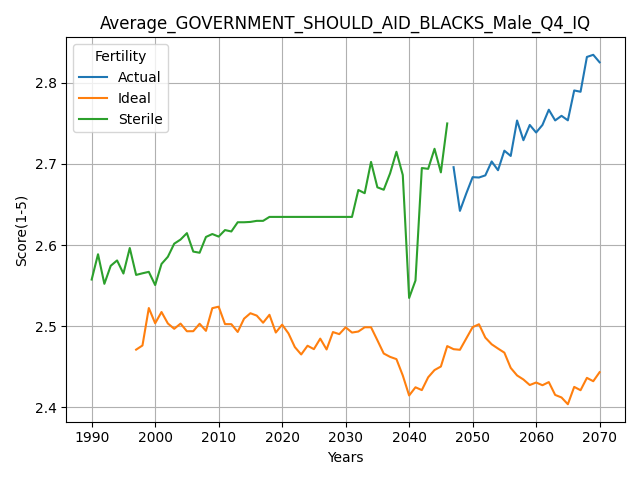 Average_GOVERNMENT_SHOULD_AID_BLACKS_Male_Q4_IQ
Fertility
Actual
Ideal
Sterile
Score(1-5)
2.8
2.7
2.6
2.5
2.4
1990 2000 2010 2020 2030 2040 2050 2060 2070
Years